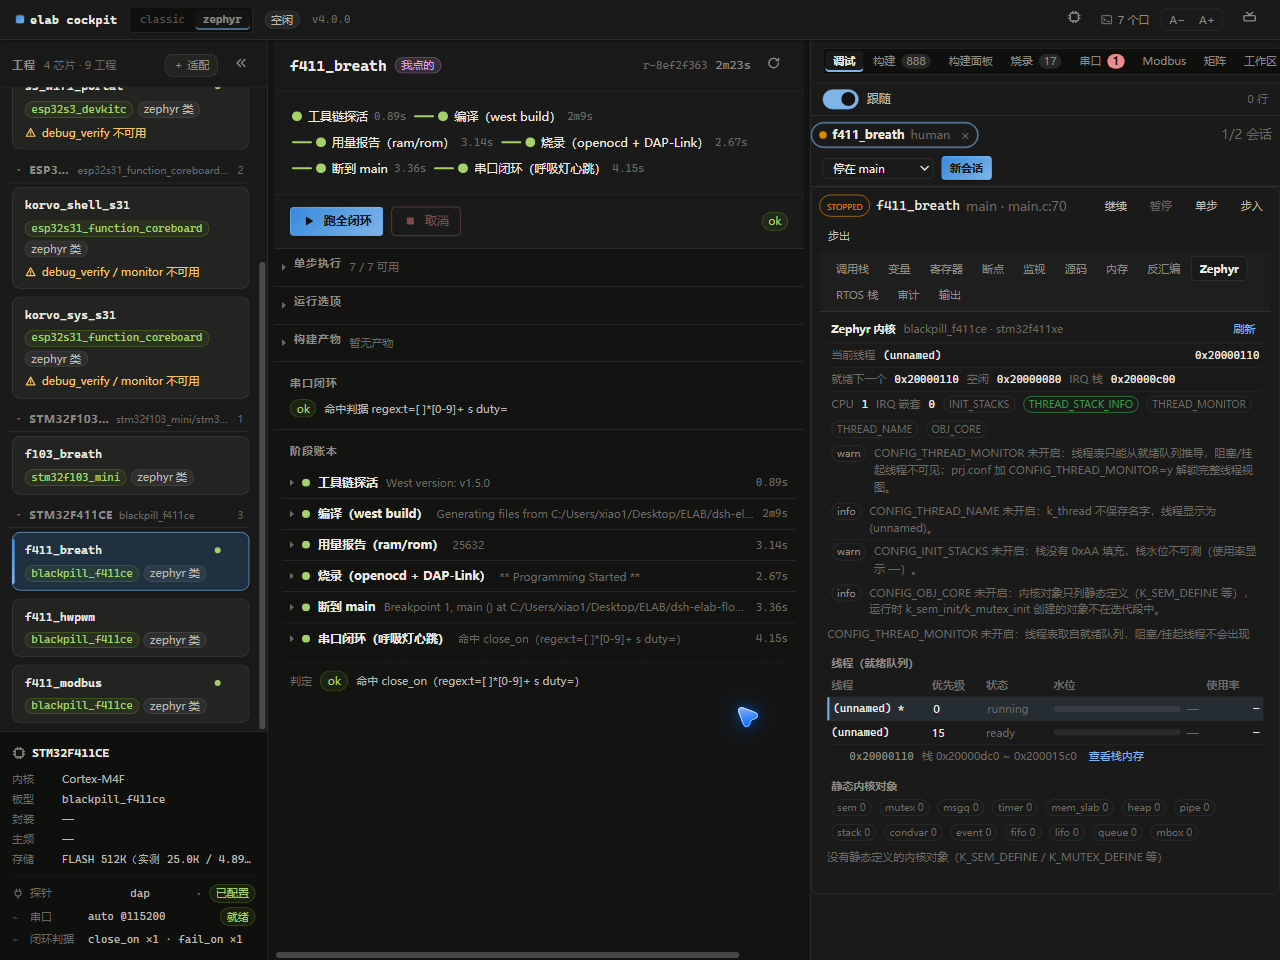 elab cockpit classic zephyr 空闲 v4.0.0 7 个口 A− A+
工程 4 芯片 · 9 工程 + 适配
esp32s3_devkitc zephyr 类
debug_verify 不可用
ESP3... esp32s31_function_coreboard... 2
korvo_shell_s31
esp32s31_function_coreboard
zephyr 类
debug_verify / monitor 不可用
korvo_sys_s31
esp32s31_function_coreboard
zephyr 类
debug_verify / monitor 不可用
STM32F103... stm32f103_mini/stm3... 1
f103_breath
stm32f103_mini zephyr 类
STM32F411CE blackpill_f411ce 3
f411_breath
blackpill_f411ce zephyr 类
f411_hwpwm
blackpill_f411ce zephyr 类
f411_modbus
blackpill_f411ce zephyr 类
STM32F411CE
内核 Cortex-M4F
板型 blackpill_f411ce
封装 —
主频 —
存储 FLASH 512K（实测 25.0K / 4.89...
探针 dap 已配置
串口 auto @115200 就绪
闭环判据 close_on ×1 · fail_on ×1
f411_breath 我点的 r-8ef2f363 2m23s
工具链探活 0.89s 编译（west build） 2m9s
用量报告（ram/rom） 3.14s 烧录（openocd + DAP-Link） 2.67s
断到 main 3.36s 串口闭环（呼吸灯心跳） 4.15s
跑全闭环 取消 ok
单步执行 7 / 7 可用
运行选项
构建产物 暂无产物
串口闭环
ok 命中判据 regex:t=[ ]*[0-9]+ s duty=
阶段账本
工具链探活 West version: v1.5.0 0.89s
编译（west build） Generating files from C:/Users/xiao1/Desktop/ELAB/dsh-el... 2m9s
用量报告（ram/rom） 25632 3.14s
烧录（openocd + DAP-Link） ** Programming Started ** 2.67s
断到 main Breakpoint 1, main () at C:/Users/xiao1/Desktop/ELAB/dsh-elab-flo... 3.36s
串口闭环（呼吸灯心跳） 命中 close_on（regex:t=[ ]*[0-9]+ s duty=） 4.15s
判定 ok 命中 close_on（regex:t=[ ]*[0-9]+ s duty=）
调试 构建 888 构建面板 烧录 17 串口 1 Modbus 矩阵 工作区
跟随 0 行
f411_breath human × 1/2 会话
停在 main 新会话
STOPPED f411_breath main · main.c:70 继续 暂停 单步 步入
步出
调用栈 变量 寄存器 断点 监视 源码 内存 反汇编 Zephyr
RTOS 栈 审计 输出
Zephyr 内核 blackpill_f411ce · stm32f411xe 刷新
当前线程 (unnamed) 0x20000110
就绪下一个 0x20000110 空闲 0x20000080 IRQ 栈 0x20000c00
CPU 1 IRQ 嵌套 0 INIT_STACKS THREAD_STACK_INFO THREAD_MONITOR
THREAD_NAME OBJ_CORE
warn CONFIG_THREAD_MONITOR 未开启：线程表只能从就绪队列推导，阻塞/挂
起线程不可见；prj.conf 加 CONFIG_THREAD_MONITOR=y 解锁完整线程视
图。
info CONFIG_THREAD_NAME 未开启：k_thread 不保存名字，线程显示为
(unnamed)。
warn CONFIG_INIT_STACKS 未开启：栈没有 0xAA 填充，栈水位不可测（使用率显
示 —）。
info CONFIG_OBJ_CORE 未开启：内核对象只列静态定义（K_SEM_DEFINE 等），
运行时 k_sem_init/k_mutex_init 创建的对象不在迭代段中。
CONFIG_THREAD_MONITOR 未开启：线程表取自就绪队列，阻塞/挂起线程不会出现
线程（就绪队列）
线程 优先级 状态 水位 使用率
(unnamed) * 0 running — —
(unnamed) 15 ready — —
0x20000110 栈 0x20000dc0 ~ 0x200015c0 查看栈内存
静态内核对象
sem 0 mutex 0 msgq 0 timer 0 mem_slab 0 heap 0 pipe 0
stack 0 condvar 0 event 0 fifo 0 lifo 0 queue 0 mbox 0
没有静态定义的内核对象（K_SEM_DEFINE / K_MUTEX_DEFINE 等）